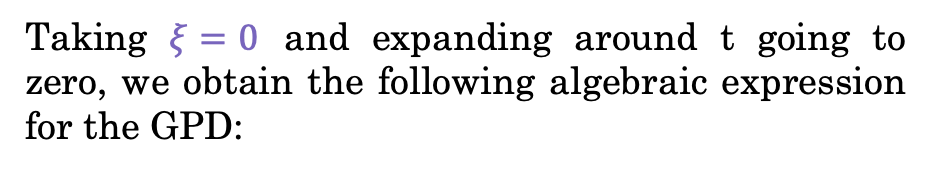 Taking ξ = 0 and expanding around t going to
zero, we obtain the following algebraic expression
for the GPD: